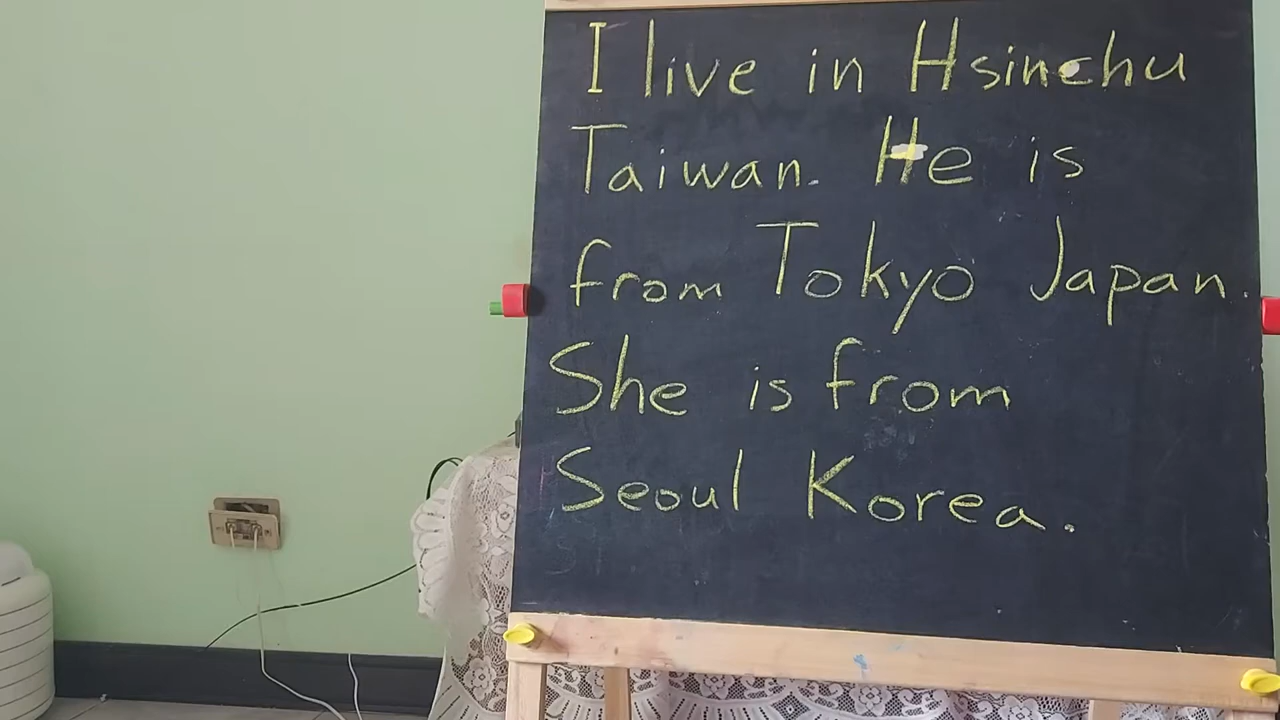 I live in Hsinchu
Taiwan. He is
from Tokyo Japan.
She is from
Seoul Korea.